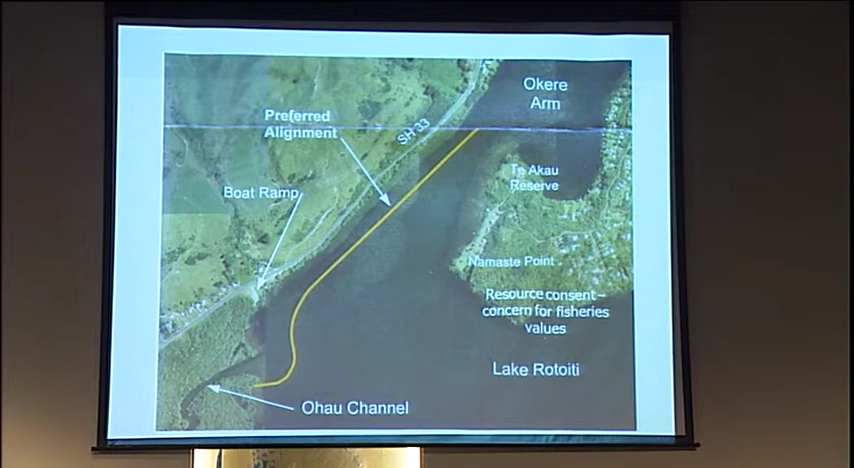 Okere
Arm
Preferred
Alignment
SH 33
Te Akau
Reserve
Boat Ramp
Namaste Point
Resource consent –
concern for fisheries
values
Lake Rotoiti
Ohau Channel